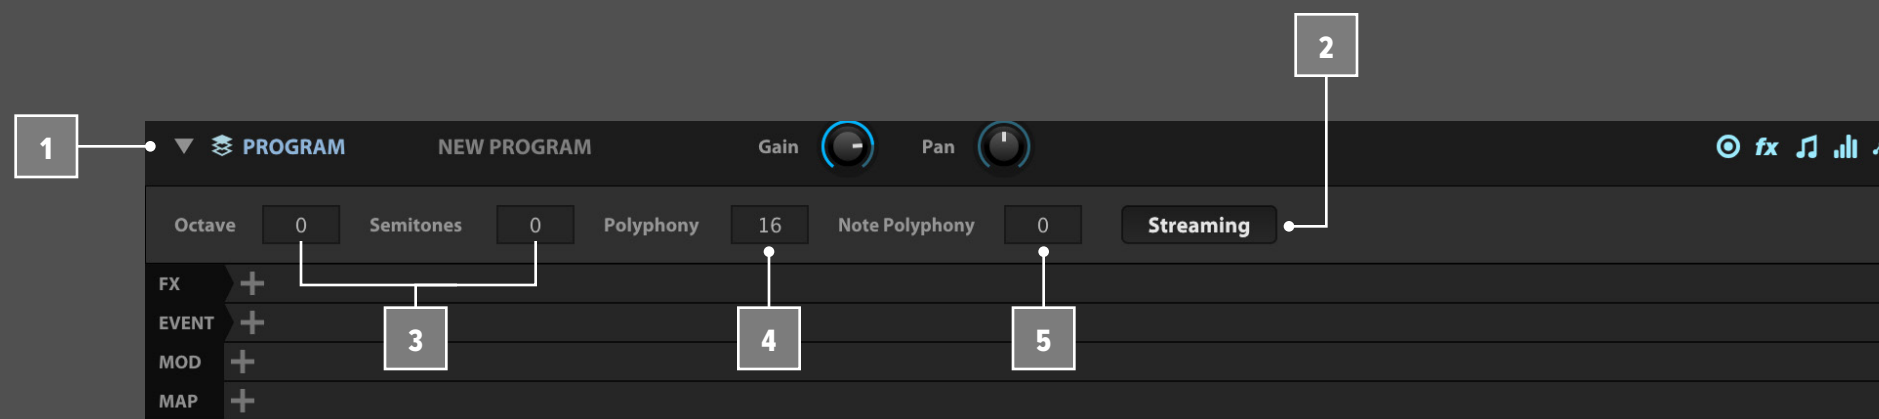 2
1
PROGRAM NEW PROGRAM Gain Pan fx
Octave 0 Semitones 0 Polyphony 16 Note Polyphony 0 Streaming
FX
EVENT
3 4 5
MOD
MAP